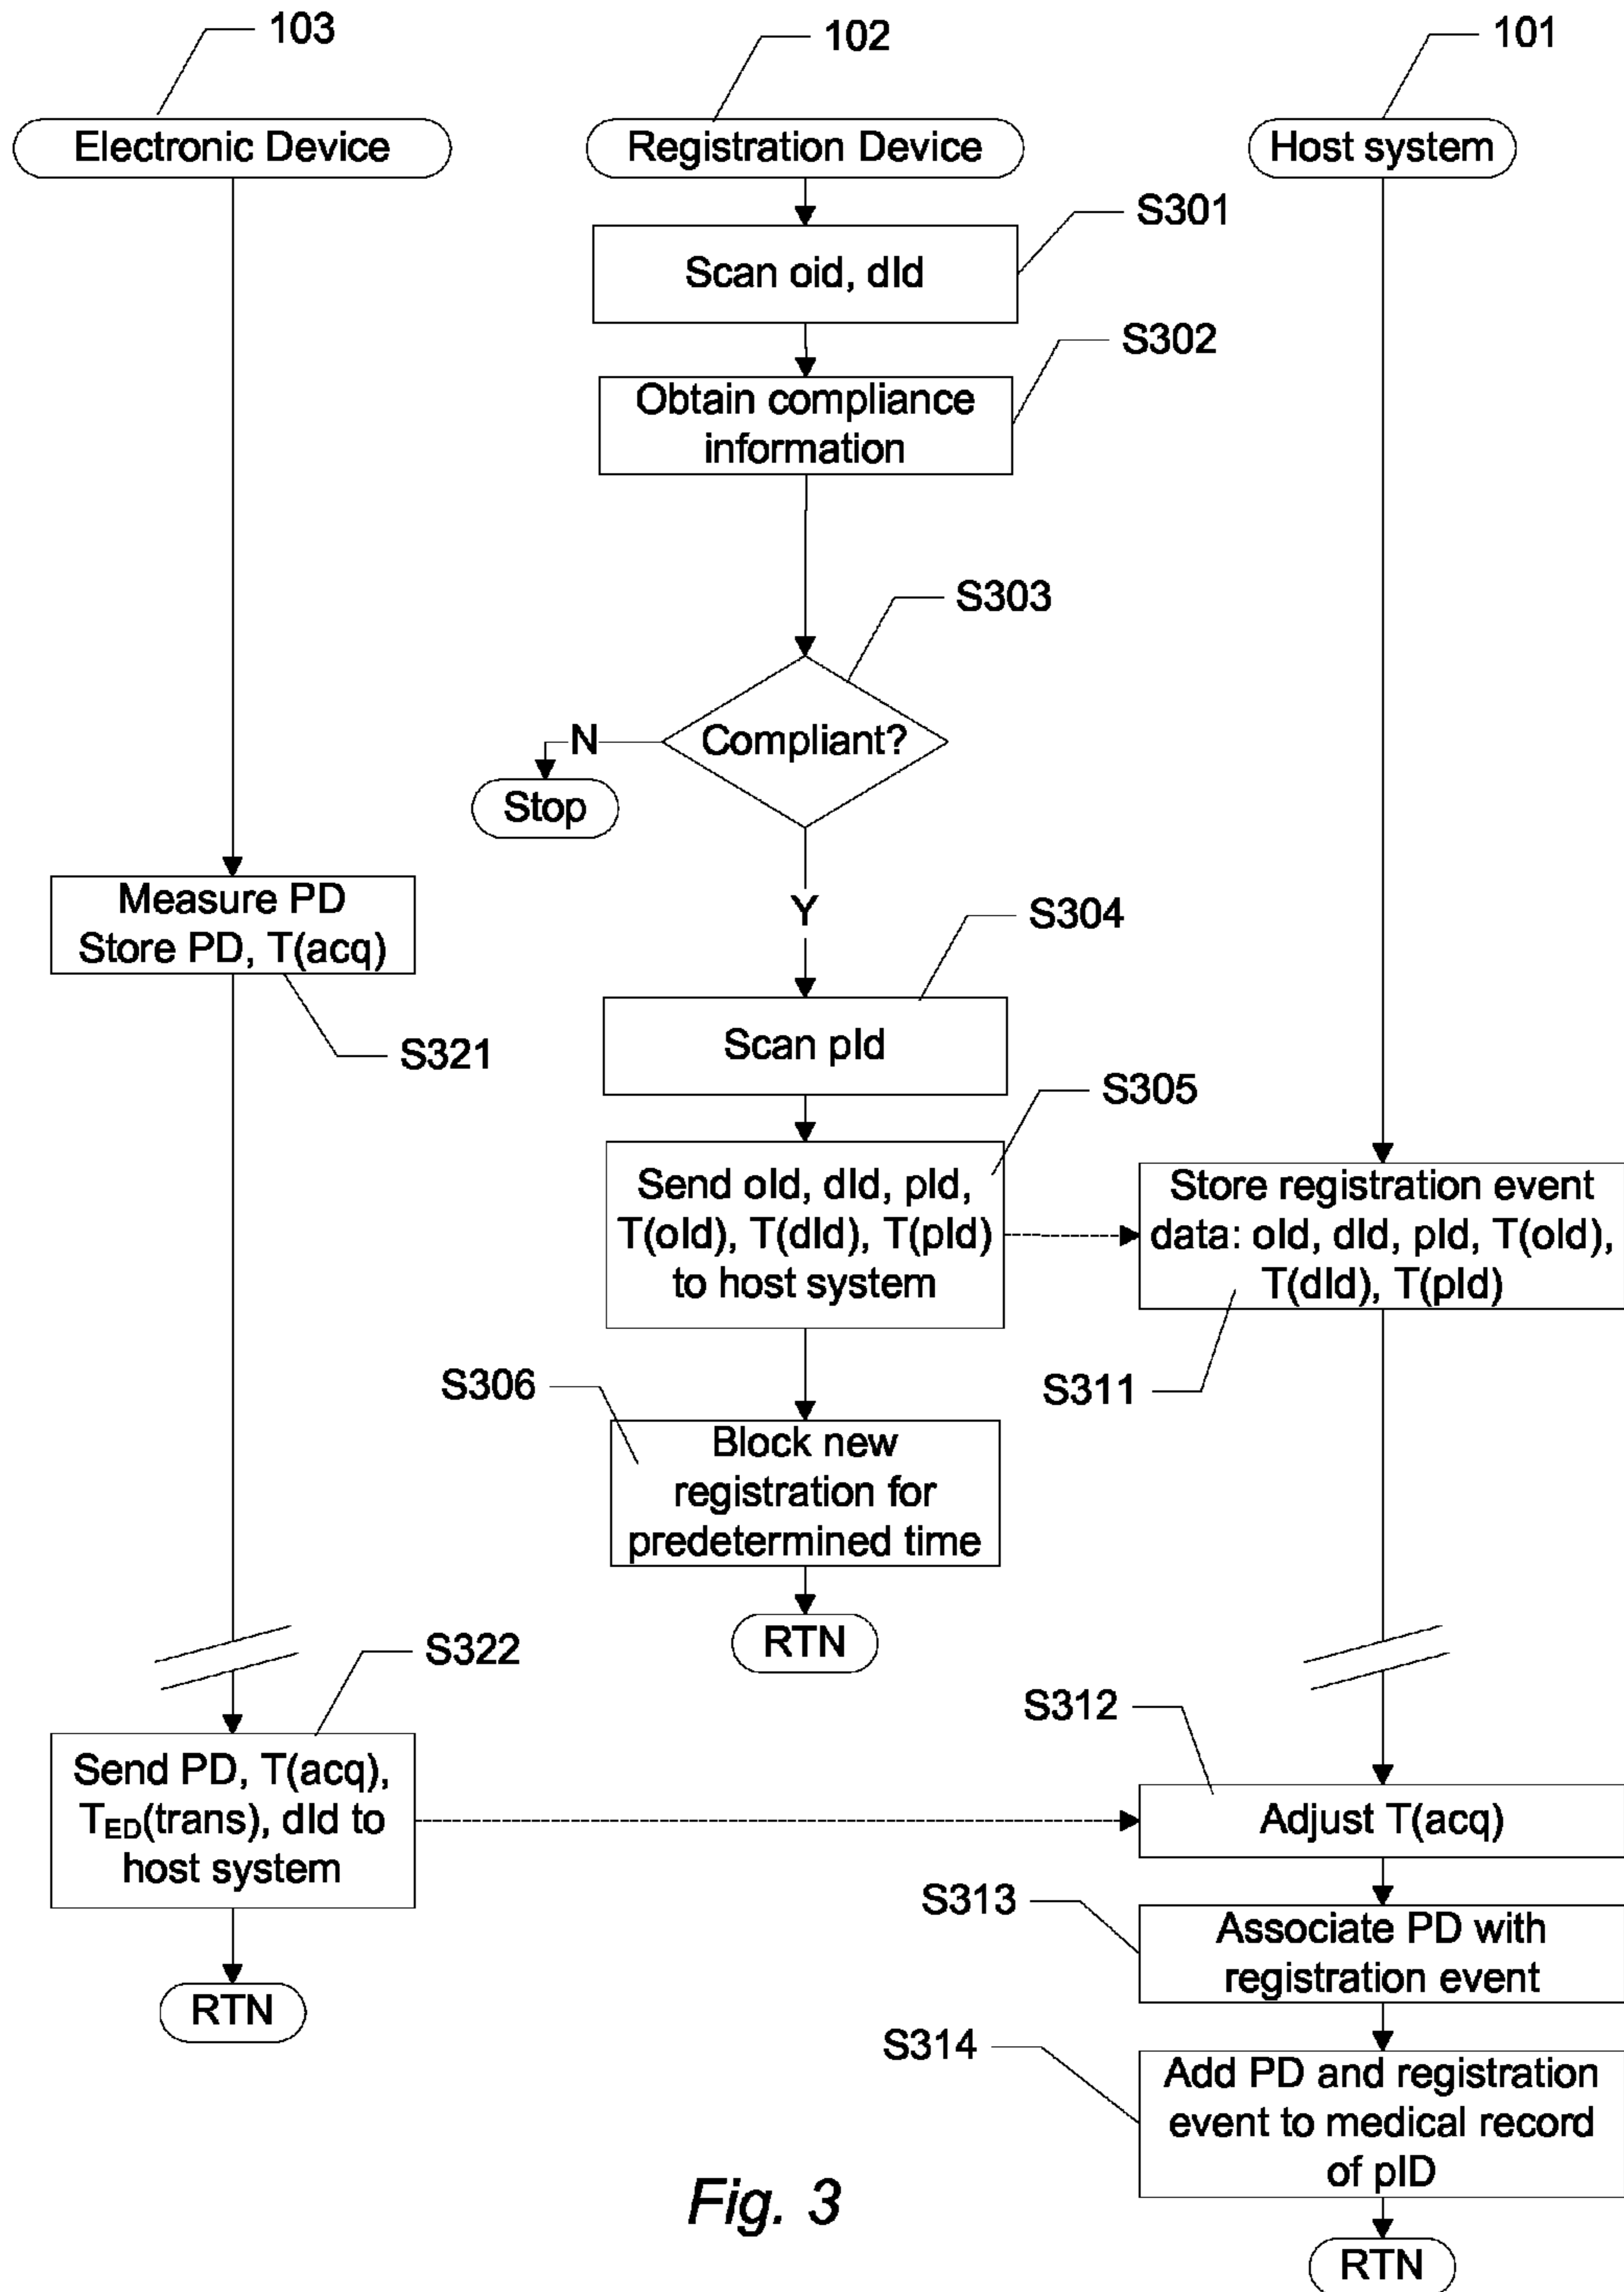 103
102
101
Electronic Device
Registration Device
Host system
S301
Scan oid, dId
S302
Obtain compliance
information
S303
Compliant?
N
Stop
Y
Measure PD
Store PD, T(acq)
S321
S304
Scan pId
S305
Send oId, dId, pId,
T(oId), T(dId), T(pId)
to host system
Store registration event
data: oId, dId, pId, T(oId),
T(dId), T(pId)
S311
S306
Block new
registration for
predetermined time
RTN
S322
Send PD, T(acq),
TED(trans), dId to
host system
RTN
S312
Adjust T(acq)
S313
Associate PD with
registration event
S314
Add PD and registration
event to medical record
of pID
RTN
Fig. 3